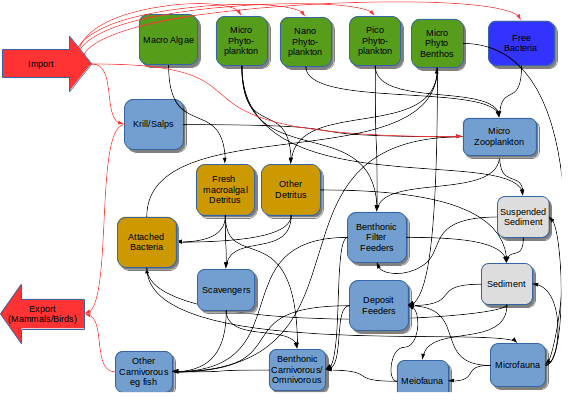 Import
Macro Algae
Micro
Phyto-
plankton
Nano
Phyto-
plankton
Pico
Phyto-
plankton
Micro
Phyto
Benthos
Free
Bacteria
Krill/Salps
Micro
Zooplankton
Fresh
macroalgal
Detritus
Other
Detritus
Suspended
Sediment
Attached
Bacteria
Benthonic
Filter
Feeders
Scavengers
Deposit
Feeders
Sediment
Export
(Mammals/Birds)
Other
Carnivorous
eg fish
Benthonic
Carnivorous/
Omnivorous
Meiofauna
Microfauna